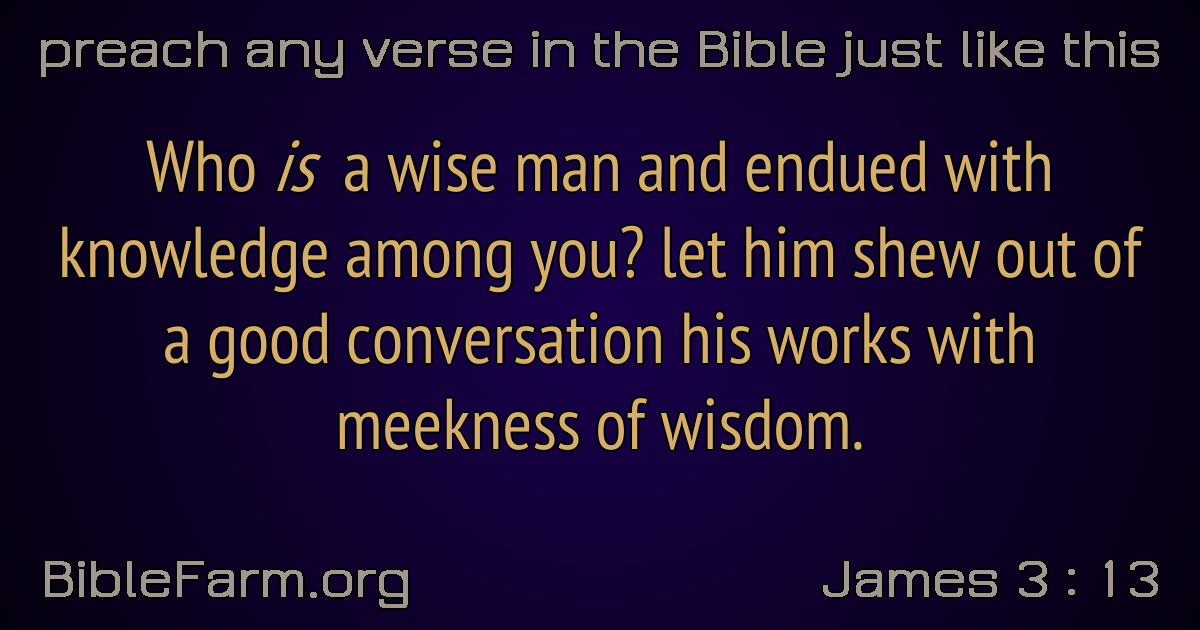 preach any verse in the Bible just like this
Who is a wise man and endued with
knowledge among you? let him shew out of
a good conversation his works with
meekness of wisdom.
BibleFarm.org
James 3 : 13